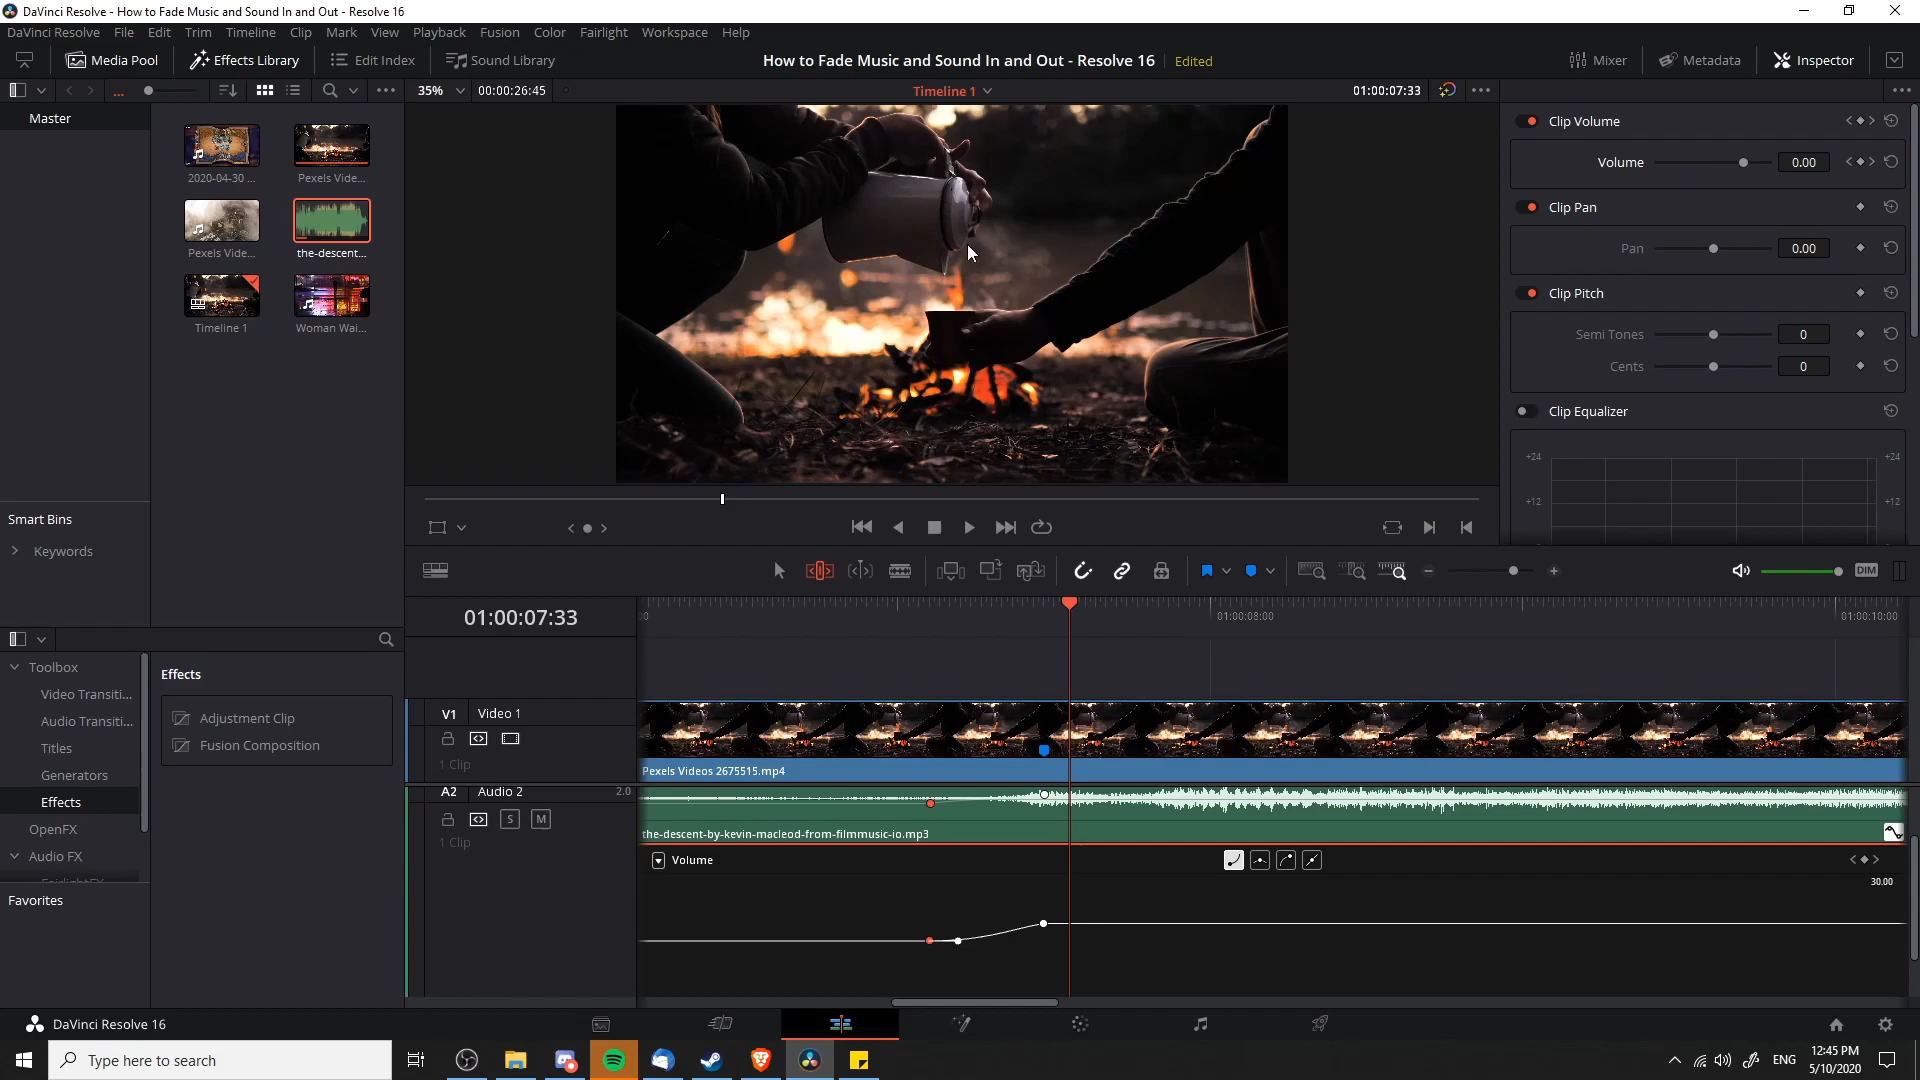 DaVinci Resolve - How to Fade Music and Sound In and Out - Resolve 16
DaVinci Resolve File Edit Trim Timeline Clip Mark View Playback Fusion Color Fairlight Workspace Help
Media Pool Effects Library Edit Index Sound Library How to Fade Music and Sound In and Out - Resolve 16 Edited Mixer Metadata Inspector
35% 00:00:26:45 Timeline 1 01:00:07:33
Master
2020-04-30 ... Pexels Vide...
Pexels Vide... the-descent...
Timeline 1 Woman Wai...
Smart Bins
Keywords
Clip Volume
Volume 0.00
Clip Pan
Pan 0.00
Clip Pitch
Semi Tones 0
Cents 0
Clip Equalizer
+24 +24
+12 +12
DIM
Toolbox
Video Transiti...
Audio Transiti...
Titles
Generators
Effects
OpenFX
Audio FX
Favorites
Effects
Adjustment Clip
Fusion Composition
01:00:07:33
01:00:08:00 01:00:10:00
V1 Video 1
1 Clip
Pexels Videos 2675515.mp4
A2 Audio 2 2.0
S M
1 Clip
the-descent-by-kevin-macleod-from-filmmusic-io.mp3
Volume
30.00
DaVinci Resolve 16
Type here to search
ENG
12:45 PM
5/10/2020